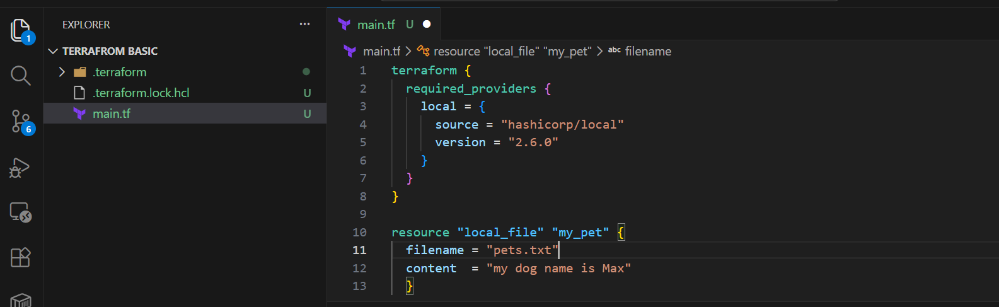 EXPLORER ...
TERRAFROM BASIC
.terraform
.terraform.lock.hcl U
main.tf U
1
6
main.tf U
main.tf > resource "local_file" "my_pet" > abc filename
1 terraform {
2   required_providers {
3     local = {
4       source = "hashicorp/local"
5       version = "2.6.0"
6     }
7   }
8 }
9
10 resource "local_file" "my_pet" {
11   filename = "pets.txt"
12   content  = "my dog name is Max"
13   }